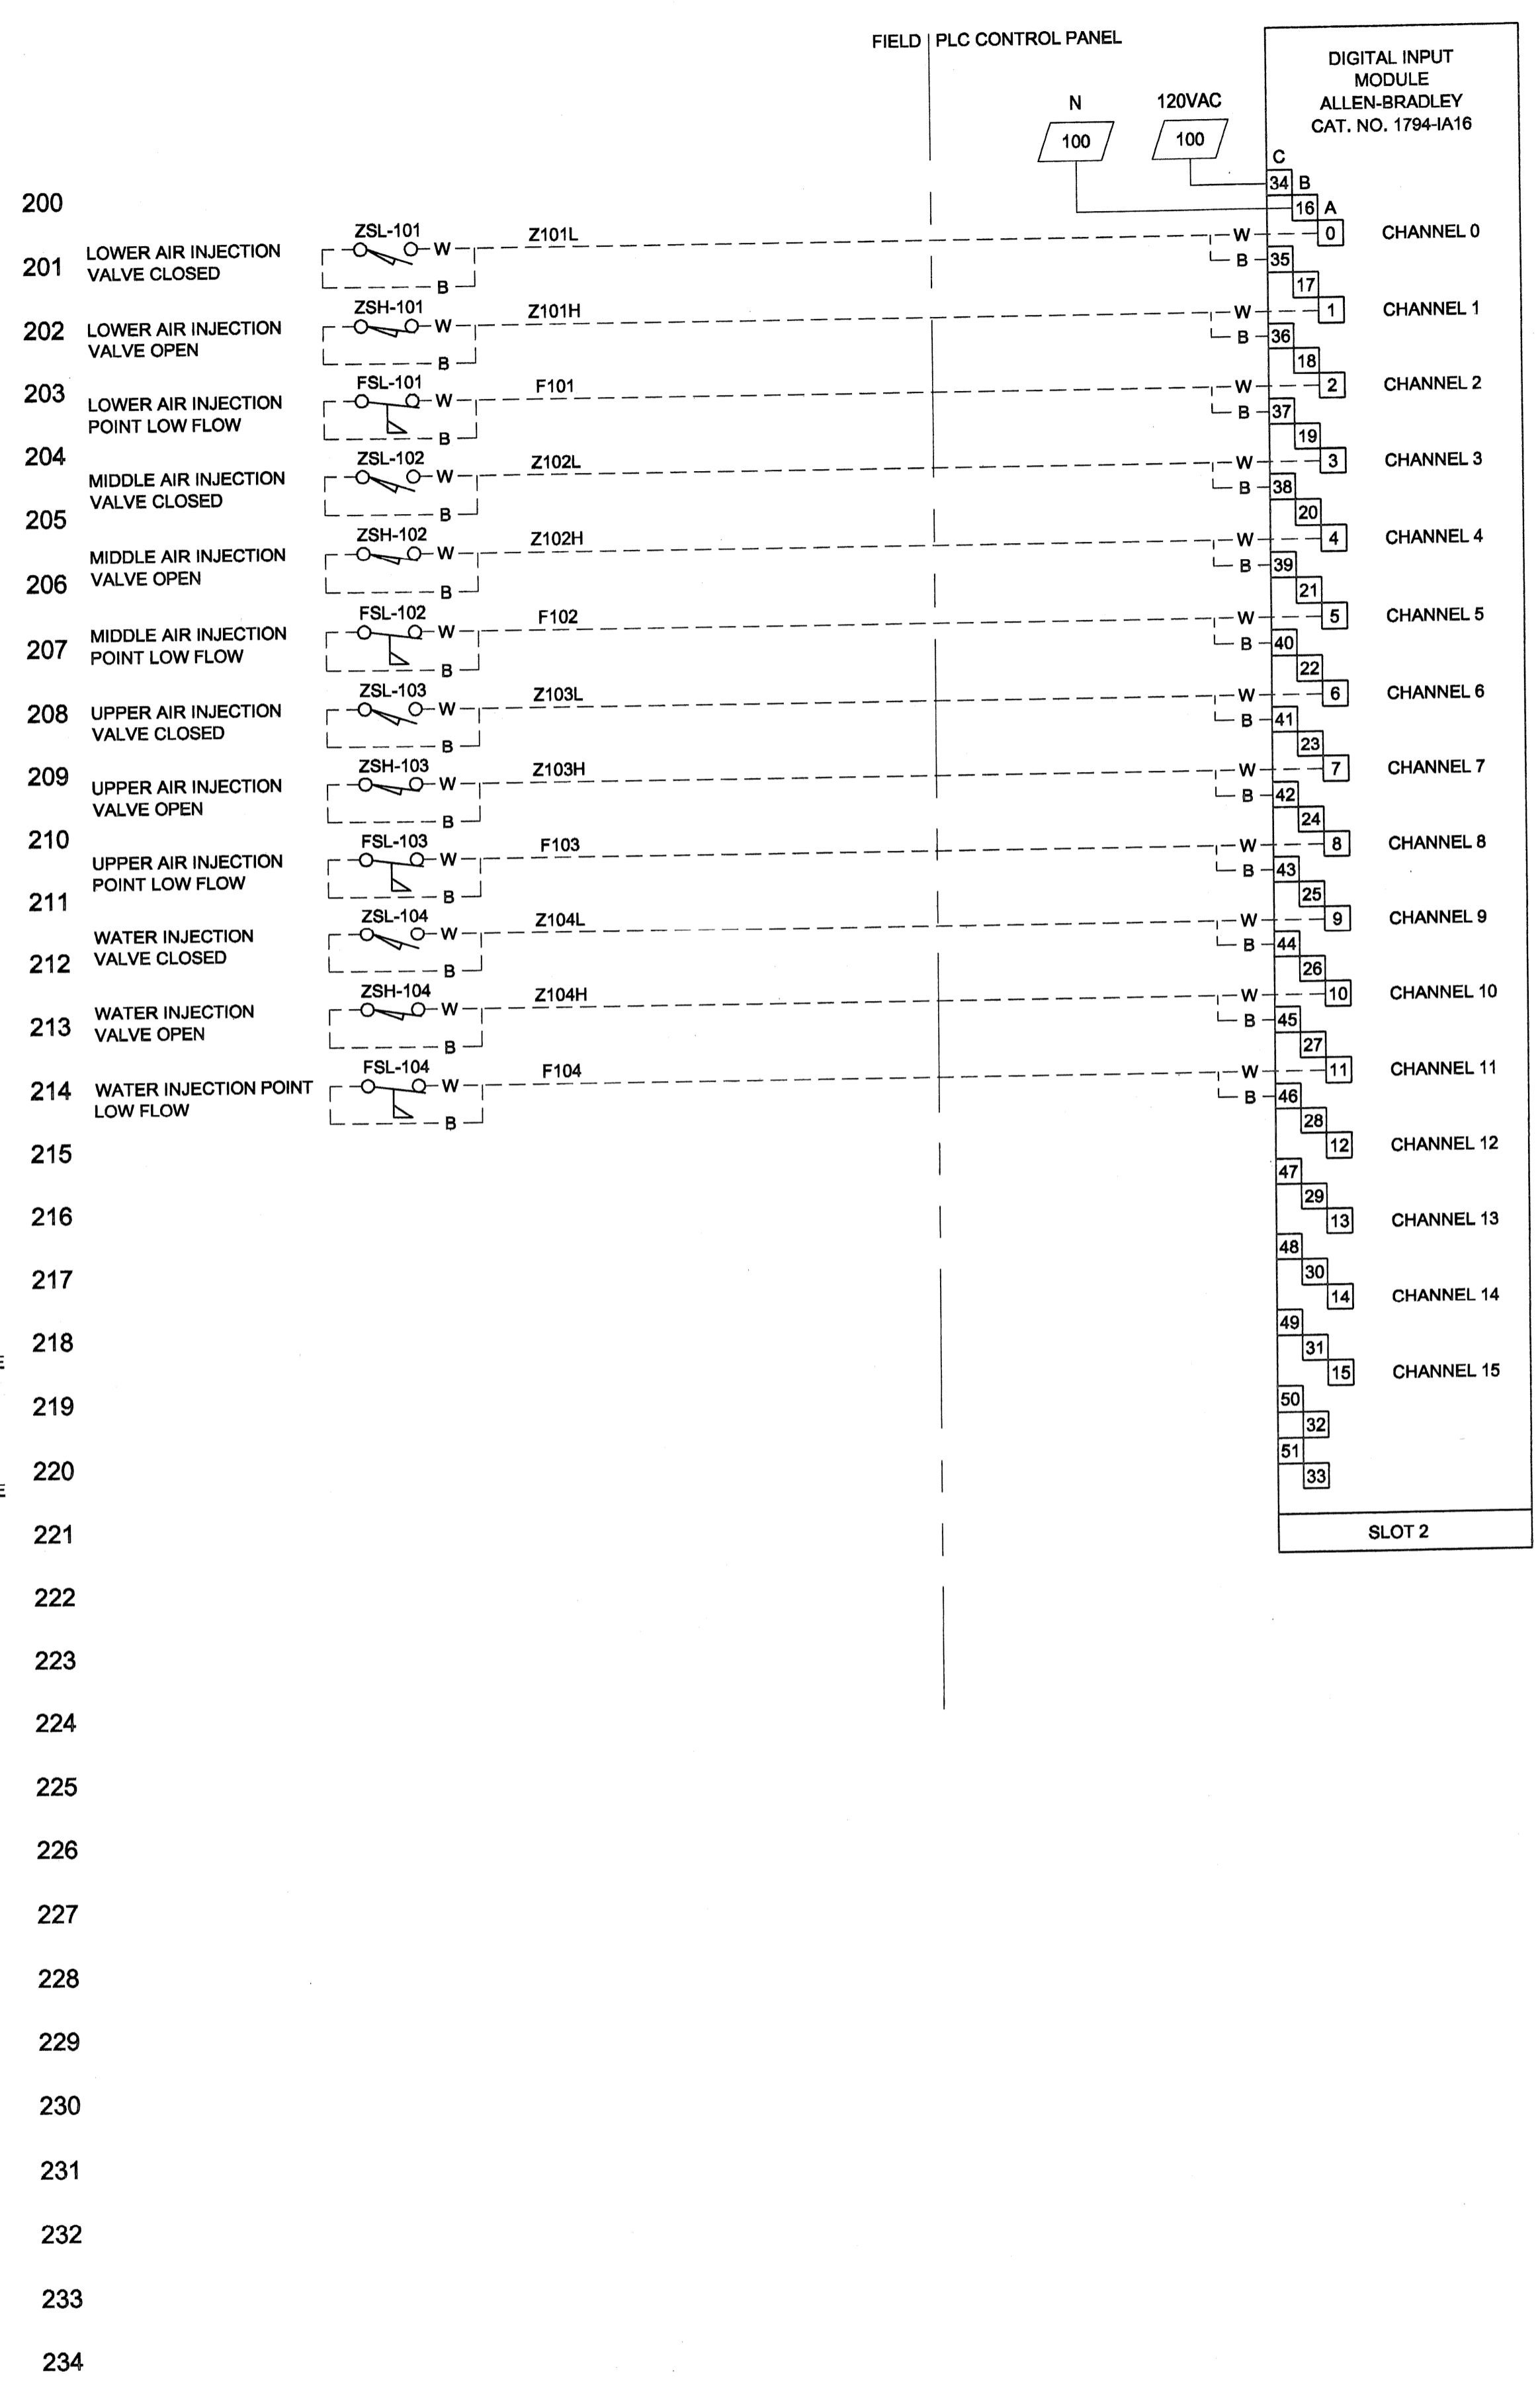 FIELD PLC CONTROL PANEL
DIGITAL INPUT
MODULE
ALLEN-BRADLEY
CAT. NO. 1794-IA16
N 120VAC
100 100
C
34 B
200
16 A
ZSL-101 Z101L W 0 CHANNEL 0
W
LOWER AIR INJECTION
VALVE CLOSED
201
B B 35
17
ZSH-101 Z101H W 1 CHANNEL 1
W
202
LOWER AIR INJECTION
VALVE OPEN
B B 36
18
FSL-101 F101 W 2 CHANNEL 2
W
203
LOWER AIR INJECTION
POINT LOW FLOW
B B 37
19
204
ZSL-102 Z102L W 3 CHANNEL 3
W
MIDDLE AIR INJECTION
VALVE CLOSED
B B 38
205
20
ZSH-102 Z102H W 4 CHANNEL 4
W
MIDDLE AIR INJECTION
VALVE OPEN
206
B B 39
21
FSL-102 F102 W 5 CHANNEL 5
W
MIDDLE AIR INJECTION
POINT LOW FLOW
207
B B 40
22
ZSL-103 Z103L W 6 CHANNEL 6
W
208
UPPER AIR INJECTION
VALVE CLOSED
B B 41
23
ZSH-103 Z103H W 7 CHANNEL 7
W
209
UPPER AIR INJECTION
VALVE OPEN
B B 42
24
210
FSL-103 F103 W 8 CHANNEL 8
W
UPPER AIR INJECTION
POINT LOW FLOW
B B 43
211
25
ZSL-104 Z104L W 9 CHANNEL 9
W
WATER INJECTION
VALVE CLOSED
212
B B 44
26
ZSH-104 Z104H W 10 CHANNEL 10
W
WATER INJECTION
VALVE OPEN
213
B B 45
27
FSL-104 F104 W 11 CHANNEL 11
W
214
WATER INJECTION POINT
LOW FLOW
B B 46
28
12 CHANNEL 12
215
47
29
216
13 CHANNEL 13
48
30
217
14 CHANNEL 14
49
218
31
15 CHANNEL 15
50
219
32
51
220
33
221
SLOT 2
222
223
224
225
226
227
228
229
230
231
232
233
234